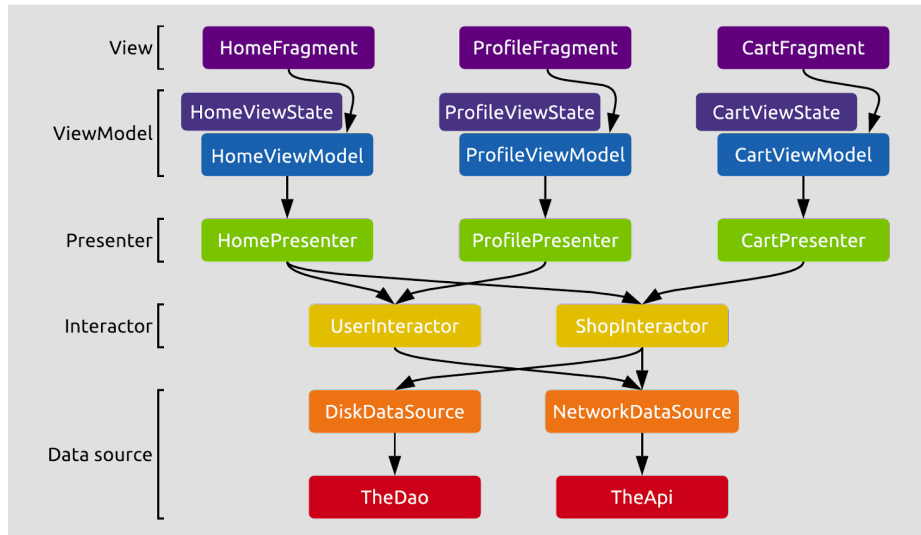 View
HomeFragment
ProfileFragment
CartFragment
ViewModel
HomeViewState
ProfileViewState
CartViewState
HomeViewModel
ProfileViewModel
CartViewModel
Presenter
HomePresenter
ProfilePresenter
CartPresenter
Interactor
UserInteractor
ShopInteractor
Data source
DiskDataSource
NetworkDataSource
TheDao
TheApi